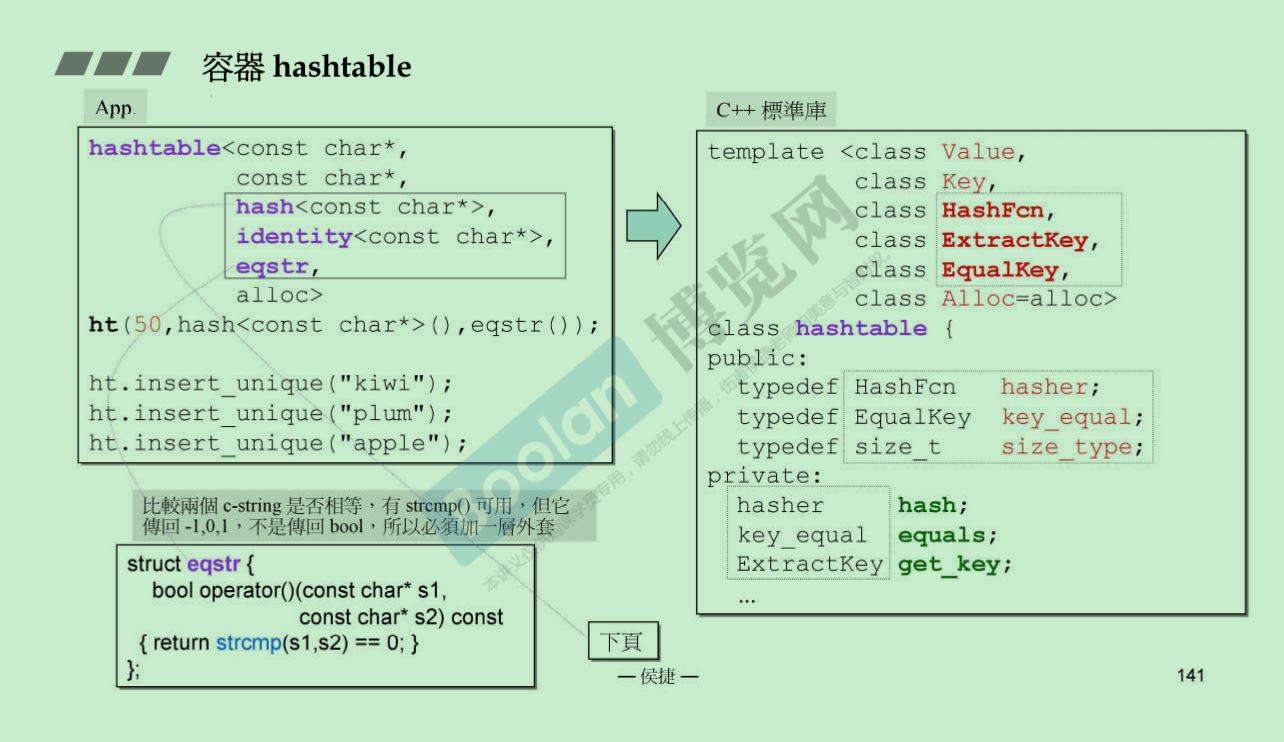 容器 hashtable
App.
hashtable<const char*,
const char*,
hash<const char*>,
identity<const char*>,
eqstr,
alloc>
ht(50,hash<const char*>(),eqstr());
ht.insert_unique("kiwi");
ht.insert_unique("plum");
ht.insert_unique("apple");
比較兩個 c-string 是否相等，有 strcmp() 可用，但它
傳回 -1,0,1，不是傳回 bool，所以必須加一層外套
struct eqstr {
bool operator()(const char* s1,
const char* s2) const
{ return strcmp(s1,s2) == 0; }
};
下頁
C++ 標準庫
template <class Value,
class Key,
class HashFcn,
class ExtractKey,
class EqualKey,
class Alloc=alloc>
class hashtable {
public:
typedef HashFcn hasher;
typedef EqualKey key_equal;
typedef size_t size_type;
private:
hasher hash;
key_equal equals;
ExtractKey get_key;
...
Boolan 博览网
— 侯捷 —
141